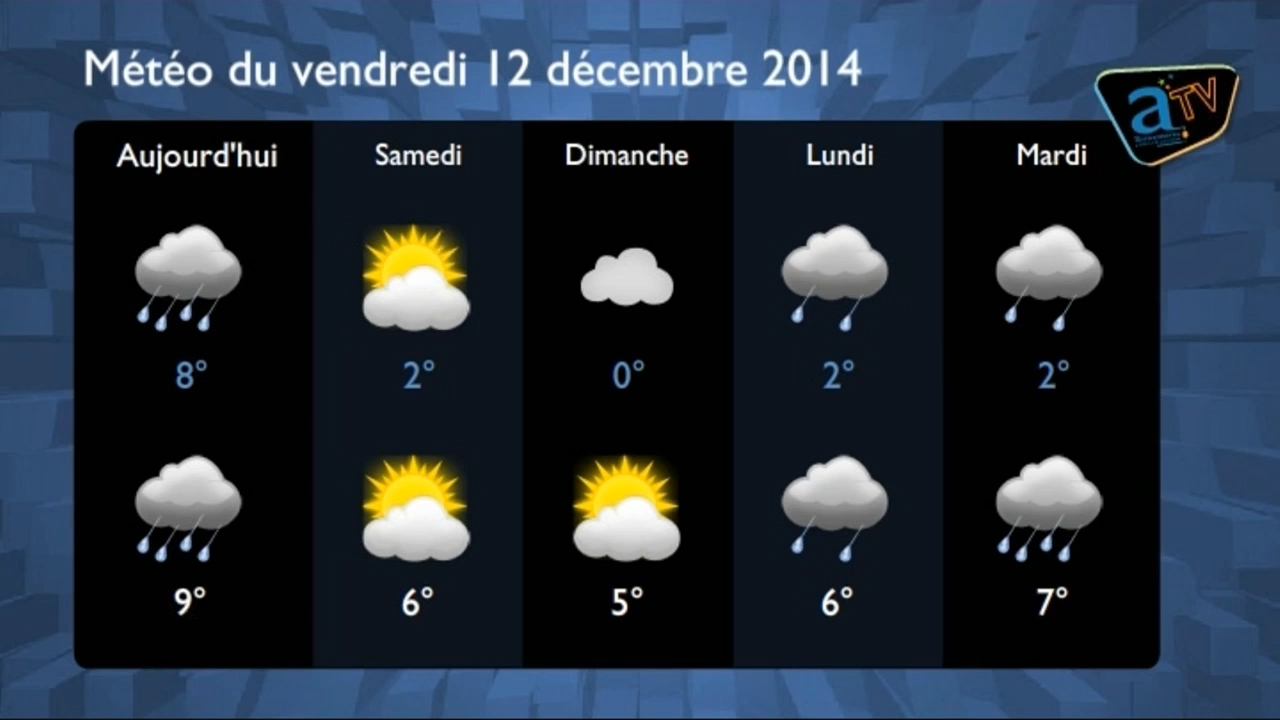 Météo du vendredi 12 décembre 2014
aTV
Aujourd'hui Samedi Dimanche Lundi Mardi
8° 2° 0° 2° 2°
9° 6° 5° 6° 7°